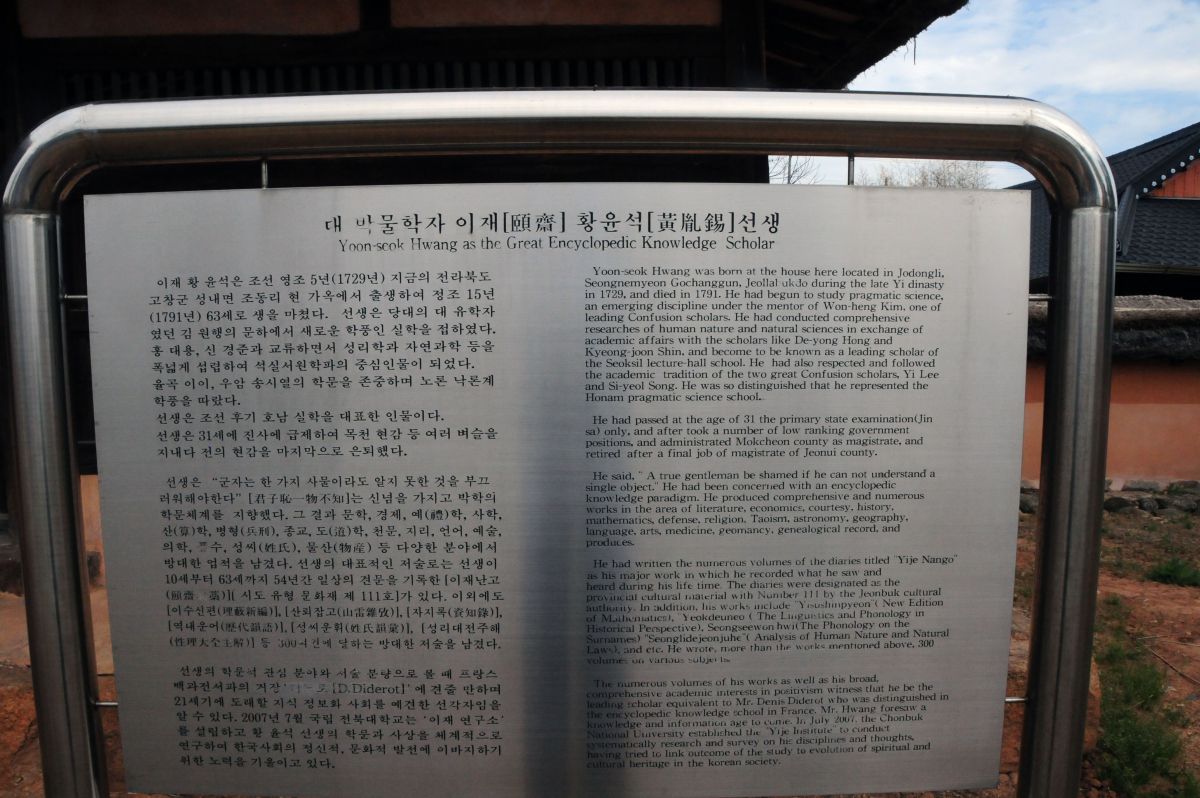 대 박물학자 이재[頤齋] 황윤석[黃胤錫]선생
Yoon-seok Hwang as the Great Encyclopedic Knowledge Scholar
이재 황 윤석은 조선 영조 5년(1729년) 지금의 전라북도
고창군 성내면 조동리 현 가옥에서 출생하여 정조 15년
(1791년) 63세로 생을 마쳤다. 선생은 당대의 대 유학자
였던 김 원행의 문하에서 새로운 학풍인 실학을 접하였다.
홍 대용, 신 경준과 교류하면서 성리학과 자연과학 등을
폭넓게 섭렵하여 석실서원학파의 중심인물이 되었다.
율곡 이이, 우암 송시열의 학문을 존중하며 노론 낙론계
학풍을 따랐다.
선생은 조선 후기 호남 실학을 대표한 인물이다.
선생은 31세에 진사에 급제하여 목천 현감 등 여러 벼슬을
지내다 전의 현감을 마지막으로 은퇴했다.
선생은 “군자는 한 가지 사물이라도 알지 못한 것을 부끄
러워해야한다” [君子恥一物不知]는 신념을 가지고 박학의
학문체계를 지향했다. 그 결과 문학, 경제, 예(禮)학, 사학,
산(算)학, 병형(兵刑), 종교, 도(道)학, 천문, 지리, 언어, 예술,
의학, 성씨(姓氏), 물산(物産) 등 다양한 분야에서
방대한 업적을 남겼다. 선생의 대표적인 저술로는 선생이
10세부터 63세까지 54년간 일상의 견문을 기록한 [이재난고
(頤齋 藁)]( 서도 유형 문화재 제 111호]가 있다. 이외에도
[이수신편(理藪新編)], [산뢰잡고(山雷雜攷)], [자지록(資知錄)],
[역대운어(歷代韻語)], [성씨운휘(姓氏韻彙)], [성리대전주해
(性理大全註解)] 등 300 에 달하는 방대한 저술을 남겼다.
선생의 학문적 관심 분야와 서술 분량으로 볼 때 프랑스
백과전서파의 거장 [D.Diderot]' 에 견줄 만하며
21세기에 도래할 지식 정보화 사회를 예견한 선각자임을
알 수 있다. 2007년 7월 국립 전북대학교는 '이재 연구소'
를 설립하고 황 윤석 선생의 학문과 사상을 체계적으로
연구하여 한국사회의 정신적, 문화적 발전에 이바지하기
위한 노력을 기울이고 있다.
Yoon-seok Hwang was born at the house here located in Jodongli,
Seongnemyeon Gochanggun, Jeollabukdo during the late Yi dinasty
in 1729, and died in 1791. He had begun to study pragmatic science,
an emerging discipline under the mentor of Won-heng Kim, one of
leading Confusion scholars. He had conducted comprehensive
researches of human nature and natural sciences in exchange of
academic affairs with the scholars like De-yong Hong and
Kyeong-joon Shin, and become to be known as a leading scholar of
the Seoksil lecture-hall school. He had also respected and followed
the academic tradition of the two great Confusion scholars, Yi Lee
and Si-yeol Song. He was so distinguished that he represented the
Honam pragmatic science school.
He had passed at the age of 31 the primary state examination(Jin
sa) only, and after took a number of low ranking government
positions, and administrated Mokcheon county as magistrate, and
retired after a final job of magistrate of Jeonui county.
He said, " A true gentleman be shamed if he can not understand a
single object." He had been concerned with an encyclopedic
knowledge paradigm. He produced comprehensive and numerous
works in the area of literature, economics, courtesy, history,
mathematics, defense, religion, Taoism, astronomy, geography,
language, arts, medicine, geomancy, genealogical record, and
produces.
He had written the numerous volumes of the diaries titled "Yije Nango"
as his major work in which he recorded what he saw and
heard during his life time. The diaries were designated as the
provincial cultural material with Number 111 by the Jeonbuk cultural
authority. In addition, his works include "Yisushinpyeon"( New Edition
of Mathematics), Yeokdeuneo ( The Linguistics and Phonology in
Historical Perspective), Seongseewon hwi(The Phonology on the
Surnames) "Seonglidejeonjuhe"( Analysis of Human Nature and Natural
Laws), and etc. He wrote, more than the works mentioned above, 300
volumes on various subjects.
The numerous volumes of his works as well as his broad,
comprehensive academic interests in positivism witness that he be the
leading scholar equivalent to Mr. Denis Diderot who was distinguished in
the encyclopedic knowledge school in France. Mr. Hwang foresaw a
knowledge and information age to come. In July 2007, the Chonbuk
National University established the "Yije Institute" to conduct
systematically research and survey on his disciplines and thoughts,
having tried to link outcome of the study to evolution of spiritual and
cultural heritage in the korean society.